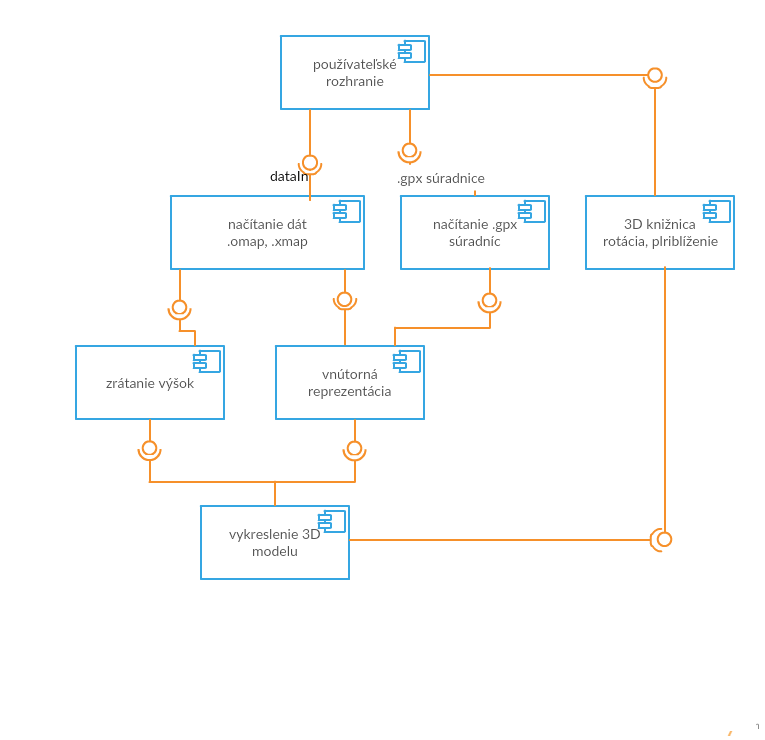 používateľské
rozhranie
dataIn
.gpx súradnice
načítanie dát
.omap, .xmap
načítanie .gpx
súradníc
3D knižnica
rotácia, plriblíženie
zrátanie výšok
vnútorná
reprezentácia
vykreslenie 3D
modelu